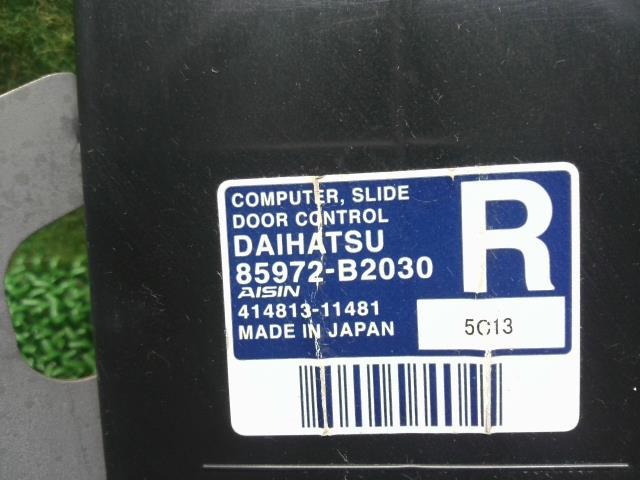 COMPUTER, SLIDE
DOOR CONTROL
DAIHATSU
85972-B2030
AISIN
414813-11481
MADE IN JAPAN
R
5C13